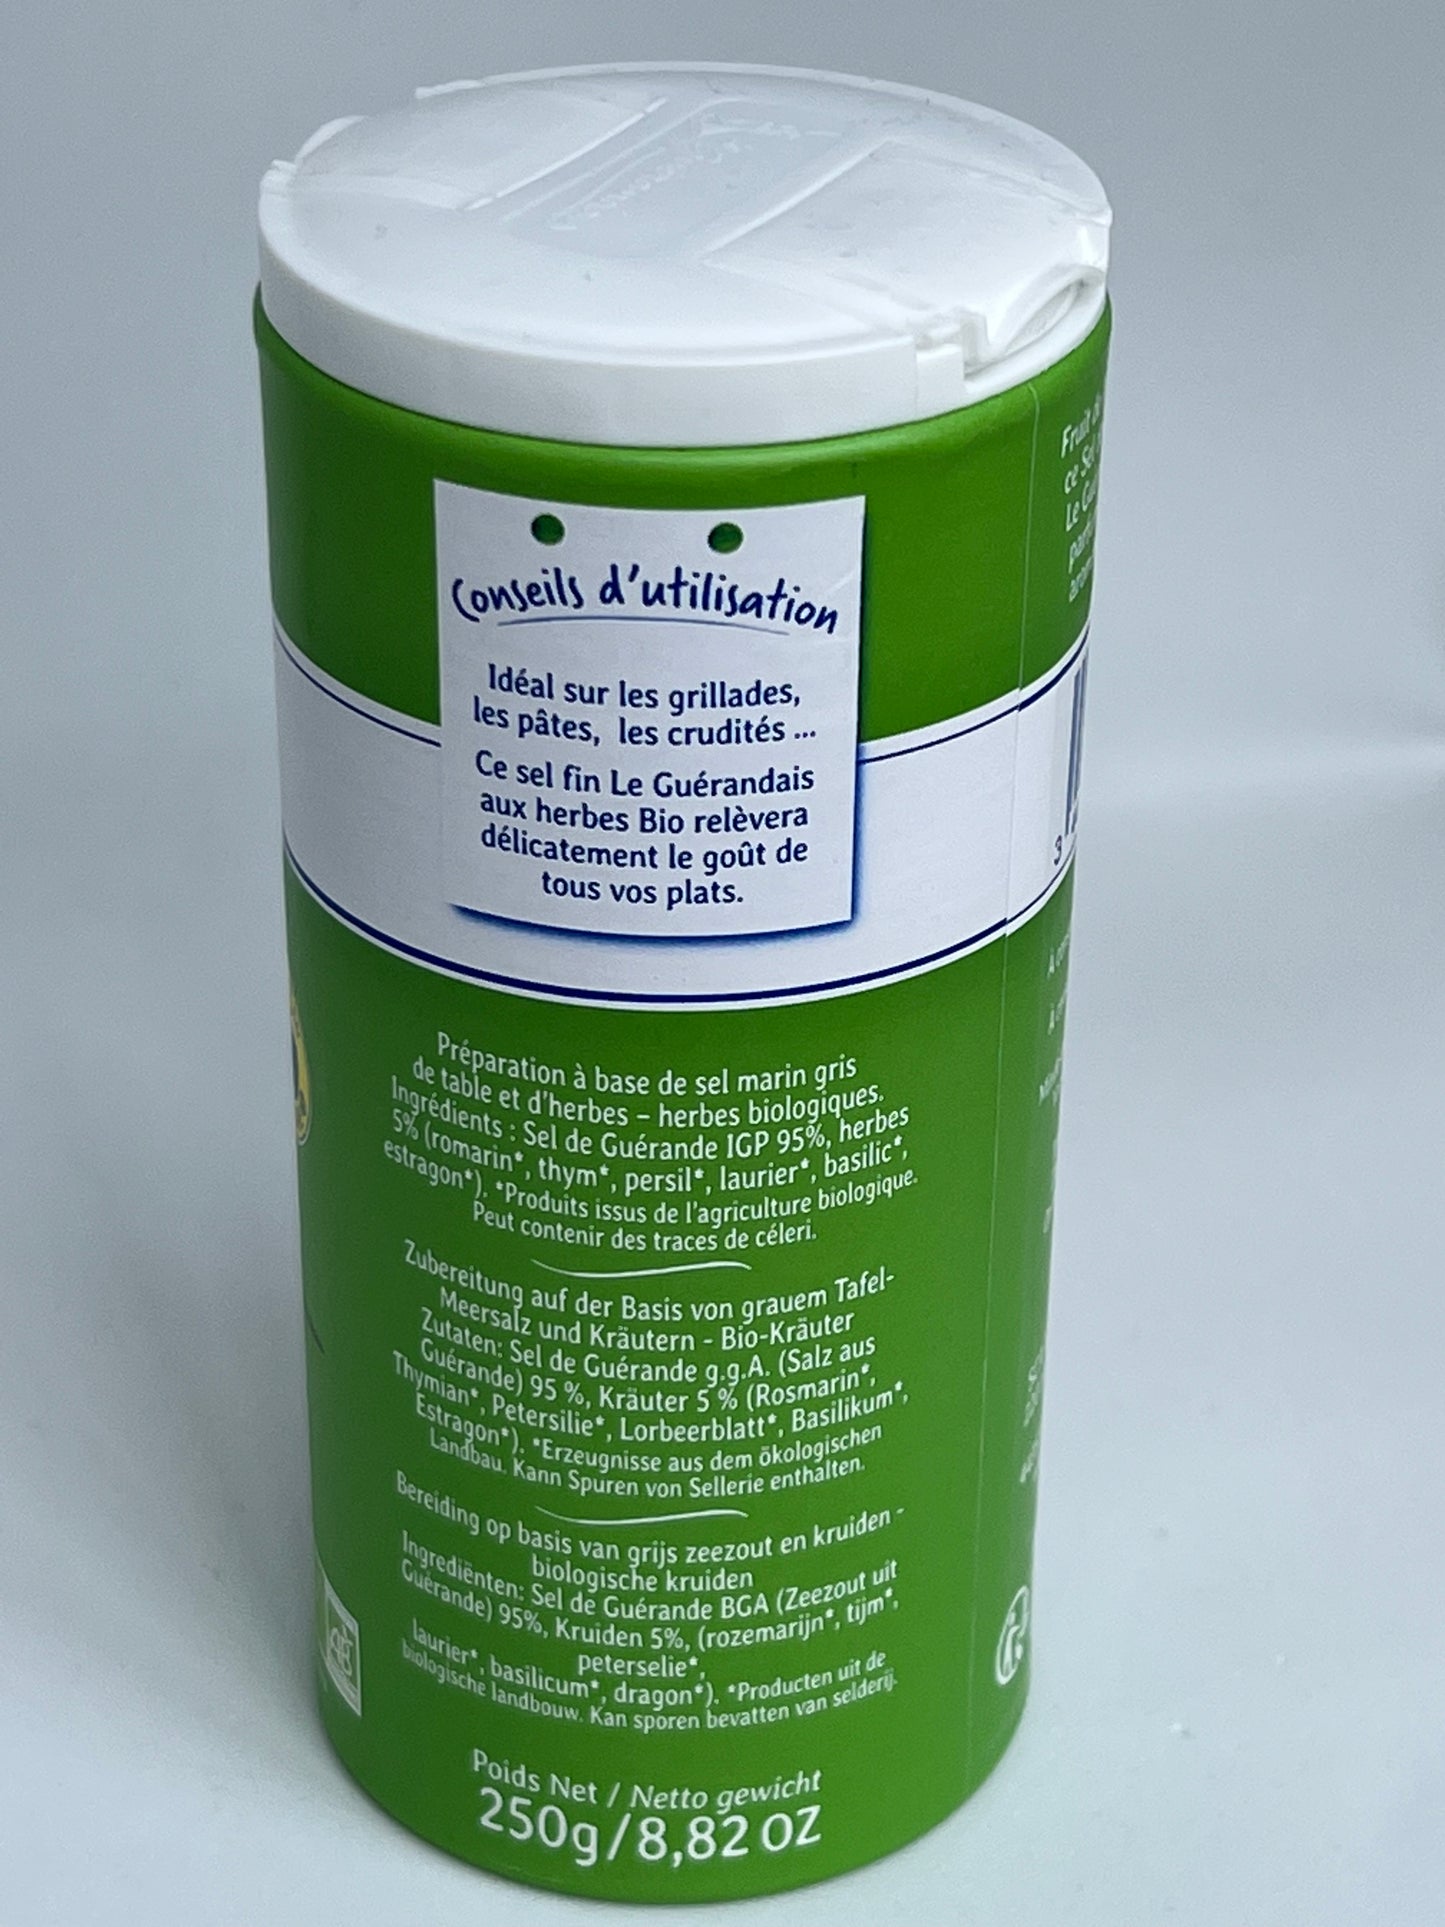 Conseils d'utilisation
Idéal sur les grillades,
les pâtes, les crudités ...
Ce sel fin Le Guérandais
aux herbes Bio relèvera
délicatement le goût de
tous vos plats.
Préparation à base de sel marin gris
de table et d'herbes – herbes biologiques.
Ingrédients : Sel de Guérande IGP 95%, herbes
5% (romarin*, thym*, persil*, laurier*, basilic*,
estragon*). *Produits issus de l'agriculture biologique.
Peut contenir des traces de céleri.
Zubereitung auf der Basis von grauem Tafel-
Meersalz und Kräutern - Bio-Kräuter
Zutaten: Sel de Guérande g.g.A. (Salz aus
Guérande) 95 %, Kräuter 5 % (Rosmarin*,
Thymian*, Petersilie*, Lorbeerblatt*, Basilikum*,
Estragon*). *Erzeugnisse aus dem ökologischen
Landbau. Kann Spuren von Sellerie enthalten.
Bereiding op basis van grijs zeezout en kruiden -
biologische kruiden
Ingrediënten: Sel de Guérande BGA (Zeezout uit
Guérande) 95%, Kruiden 5%, (rozemarijn*, tijm*,
peterselie*,
laurier*, basilicum*, dragon*). *Producten uit de
biologische landbouw. Kan sporen bevatten van selderij.
Poids Net / Netto gewicht
250g/8,82 OZ
Fruit
ce
Le
3
À
À
AB